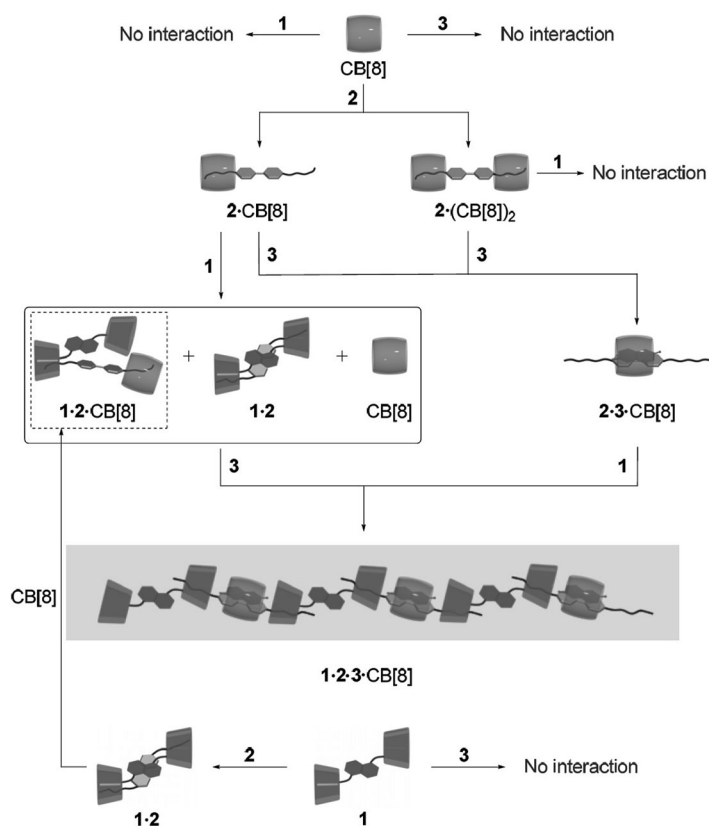 No interaction 1 3 No interaction
CB[8]
2
1
No interaction
2·CB[8] 2·(CB[8])₂
1 3 3
+ +
1·2·CB[8] 1·2 CB[8] 2·3·CB[8]
3 1
CB[8]
1·2·3·CB[8]
2 3
No interaction
1·2 1